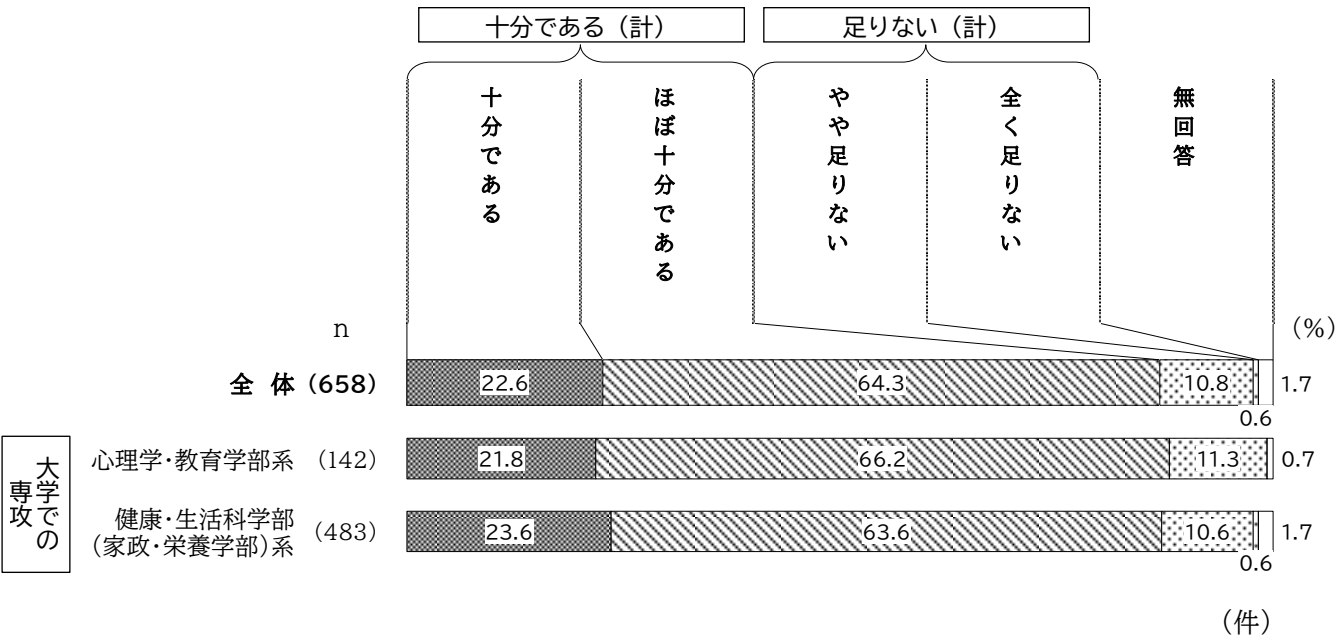 十分である（計）
足りない（計）
十分である
ほぼ十分である
やや足りない
全く足りない
無回答
n
(%)
全 体 (658)
22.6
64.3
10.8
0.6
1.7
大学での専攻
心理学・教育学部系 (142)
21.8
66.2
11.3
0.7
健康・生活科学部
(家政・栄養学部)系
(483)
23.6
63.6
10.6
0.6
1.7
（件）